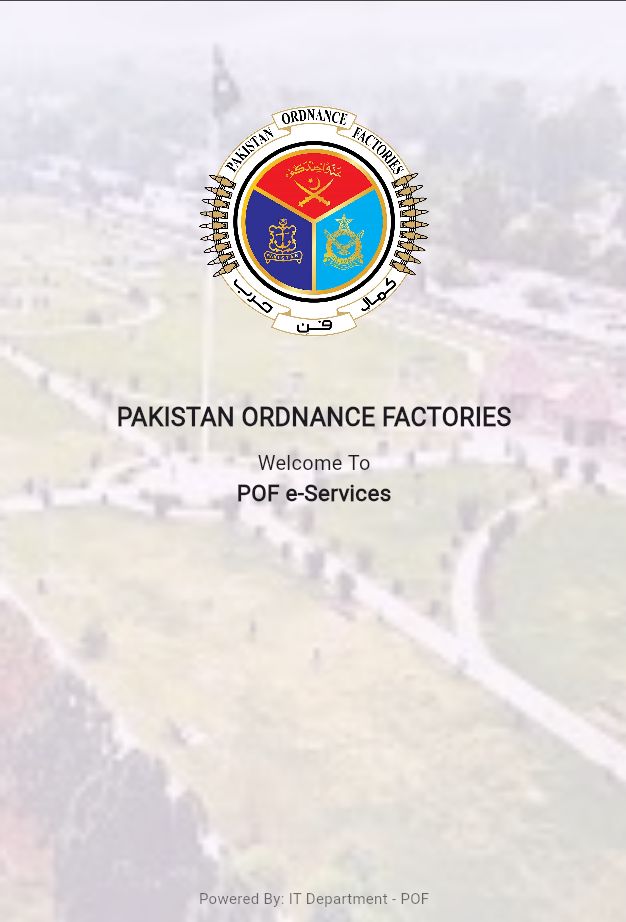 PAKISTAN ORDNANCE FACTORIES
PAKISTAN
حرب فن کمال
PAKISTAN ORDNANCE FACTORIES
Welcome To
POF e-Services
Powered By: IT Department - POF